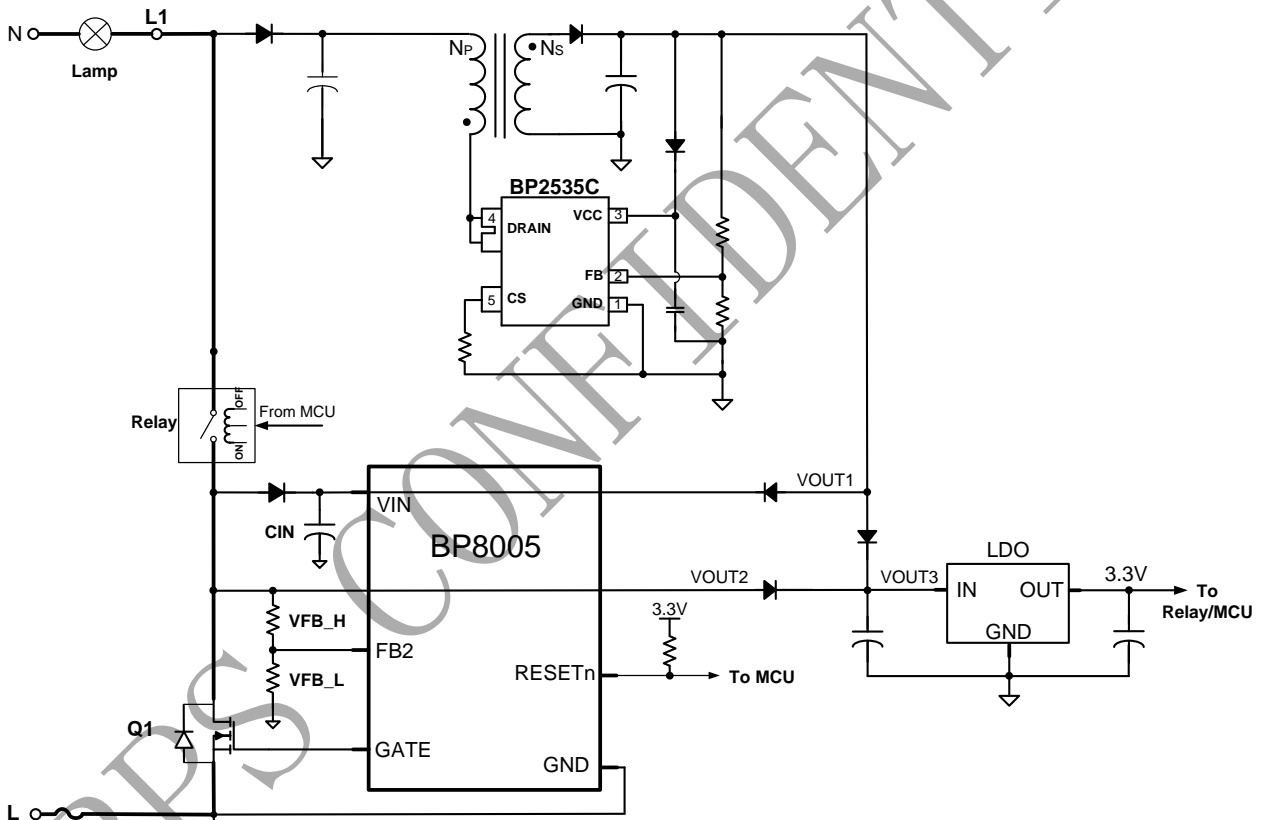 N
L1
Lamp
NP
NS
BP2535C
4
DRAIN
VCC
3
FB
2
5
CS
GND
1
Relay
OFF
ON
From MCU
VIN
CIN
BP8005
VOUT1
VOUT2
VOUT3
LDO
IN
OUT
GND
3.3V
To
Relay/MCU
VFB_H
FB2
VFB_L
3.3V
RESETn
To MCU
Q1
GATE
GND
L
BPS CONFIDENT